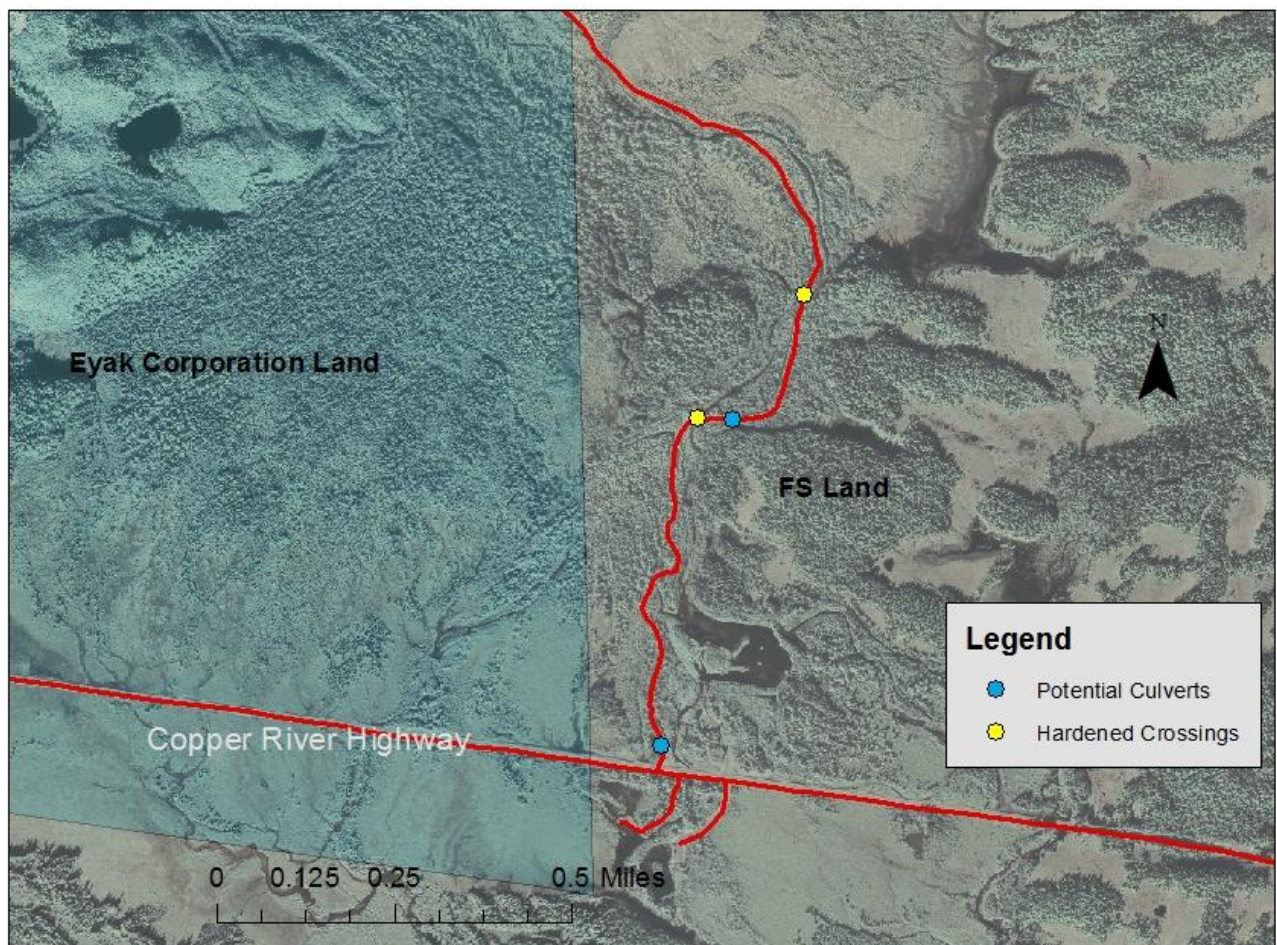 N
Eyak Corporation Land
FS Land
Legend
Potential Culverts
Hardened Crossings
Copper River Highway
0 0.125 0.25 0.5 Miles